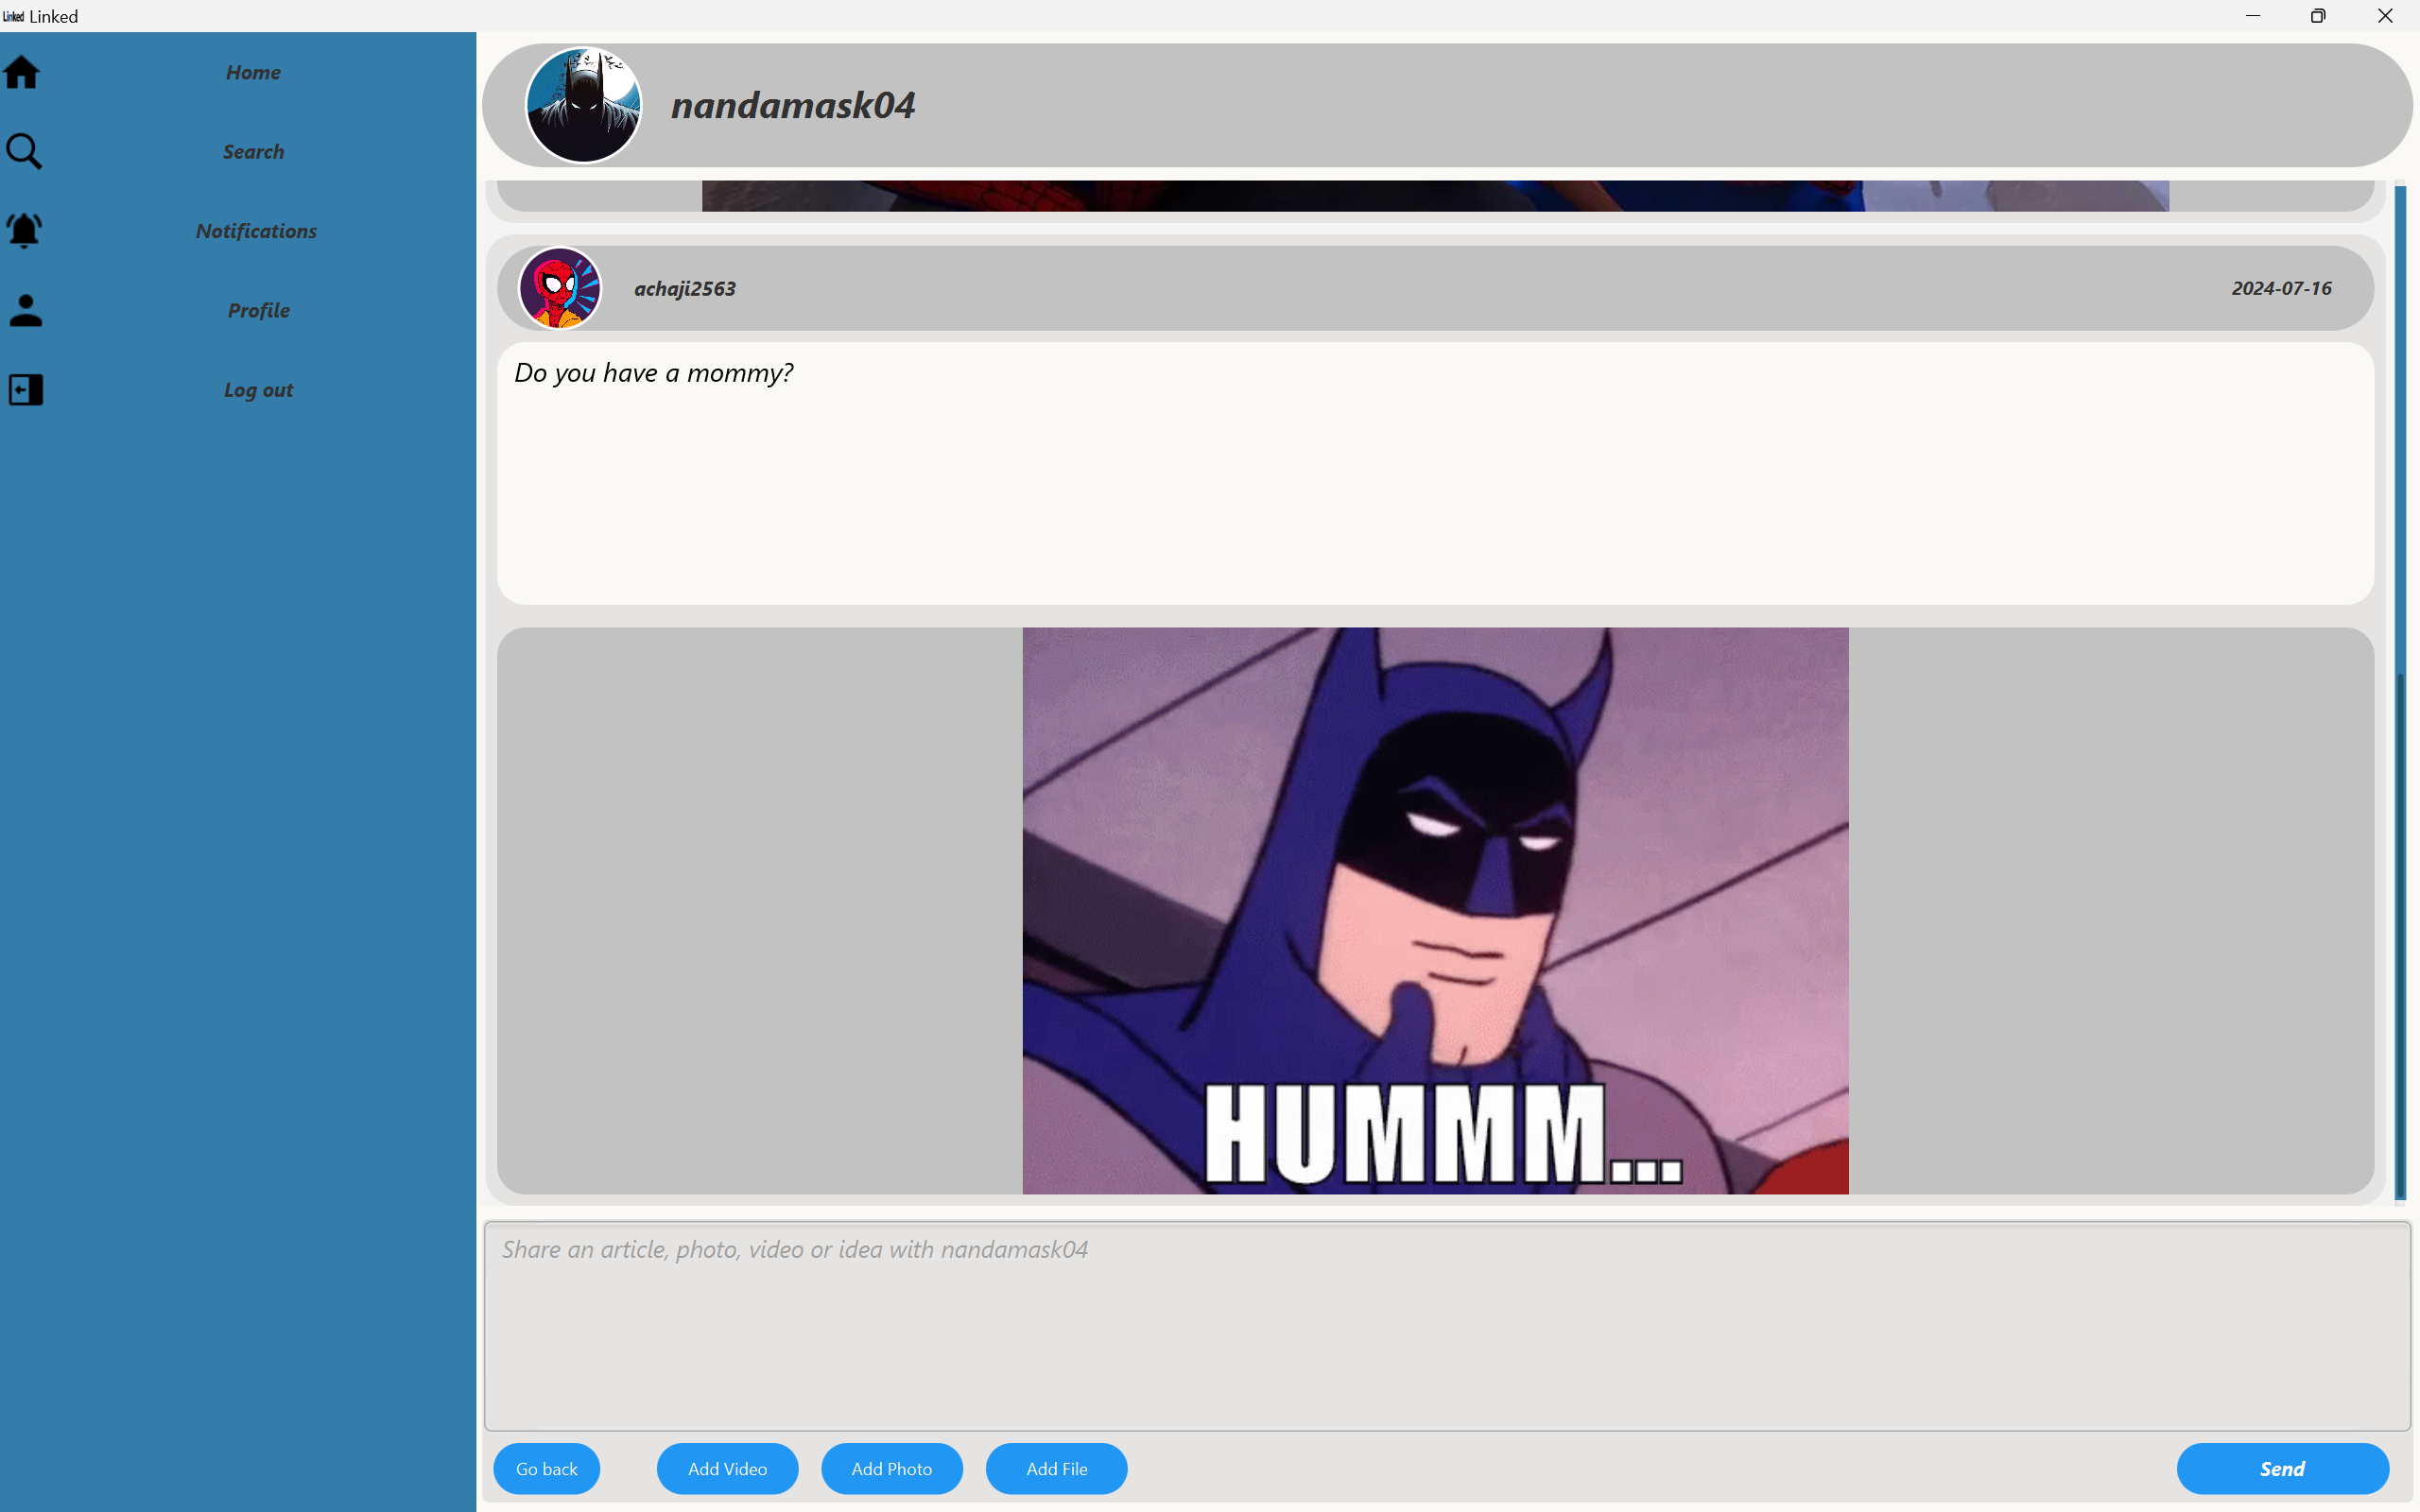 Linked Linked
Home
Search
Notifications
Profile
Log out
nandamask04
achaji2563
2024-07-16
Do you have a mommy?
HUMMM...
Share an article, photo, video or idea with nandamask04
Go back
Add Video
Add Photo
Add File
Send